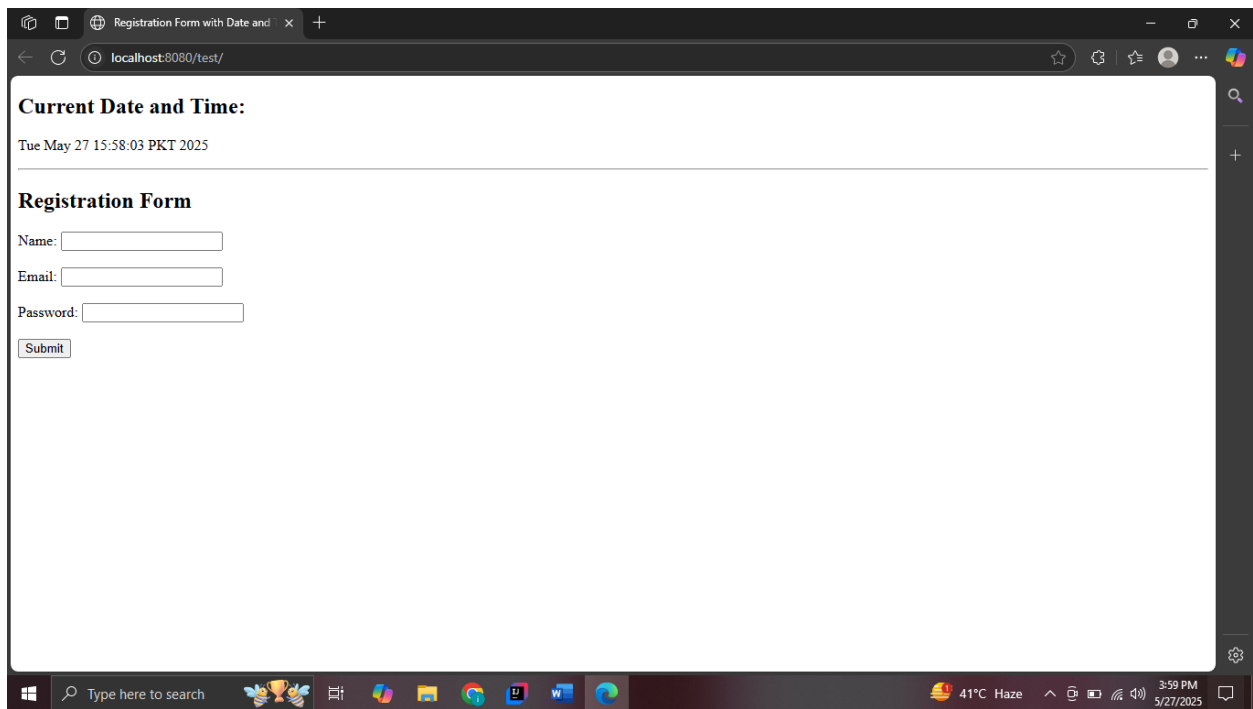 Registration Form with Date and
localhost:8080/test/
Current Date and Time:
Tue May 27 15:58:03 PKT 2025
Registration Form
Name:
Email:
Password:
Submit
Type here to search
41°C Haze
3:59 PM
5/27/2025